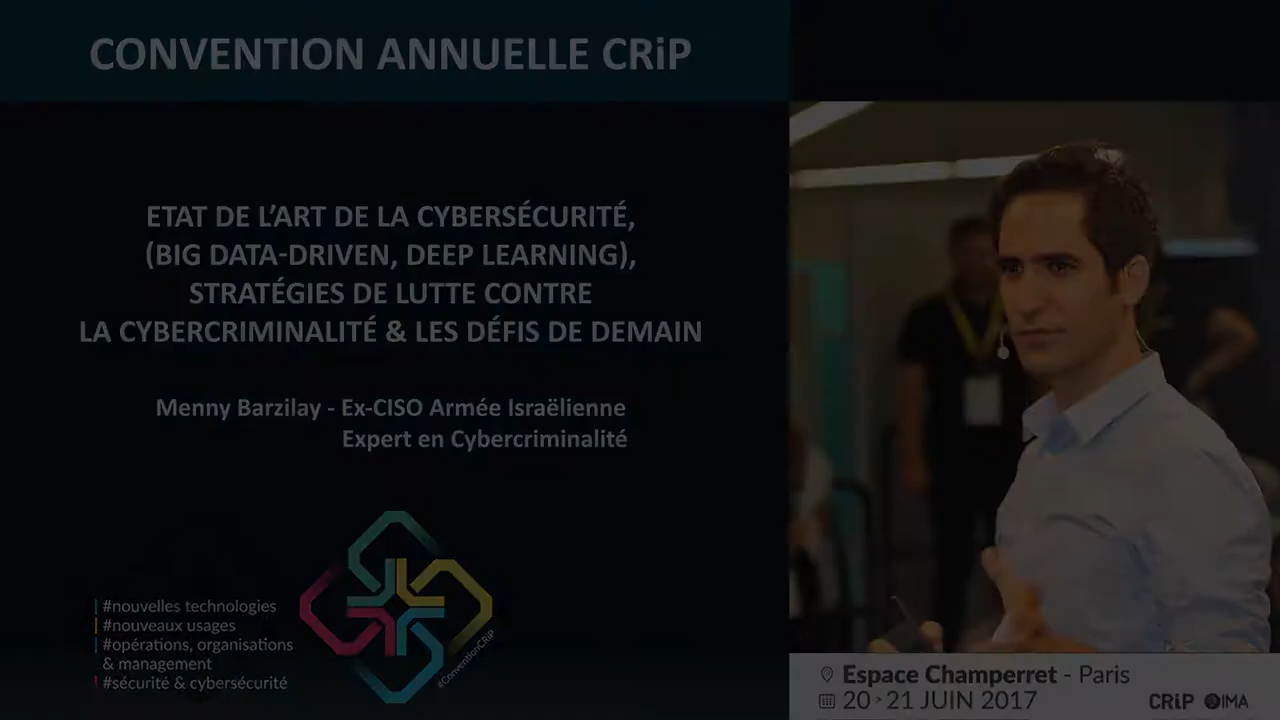 CONVENTION ANNUELLE CRiP
ETAT DE L’ART DE LA CYBERSÉCURITÉ,
(BIG DATA-DRIVEN, DEEP LEARNING),
STRATÉGIES DE LUTTE CONTRE
LA CYBERCRIMINALITÉ & LES DÉFIS DE DEMAIN
Menny Barzilay - Ex-CISO Armée Israëlienne
Expert en Cybercriminalité
#nouvelles technologies
#nouveaux usages
#opérations, organisations
& management
#sécurité & cybersécurité
#ConventionCRiP
Espace Champerret - Paris
20 > 21 JUIN 2017
CRiP IMA